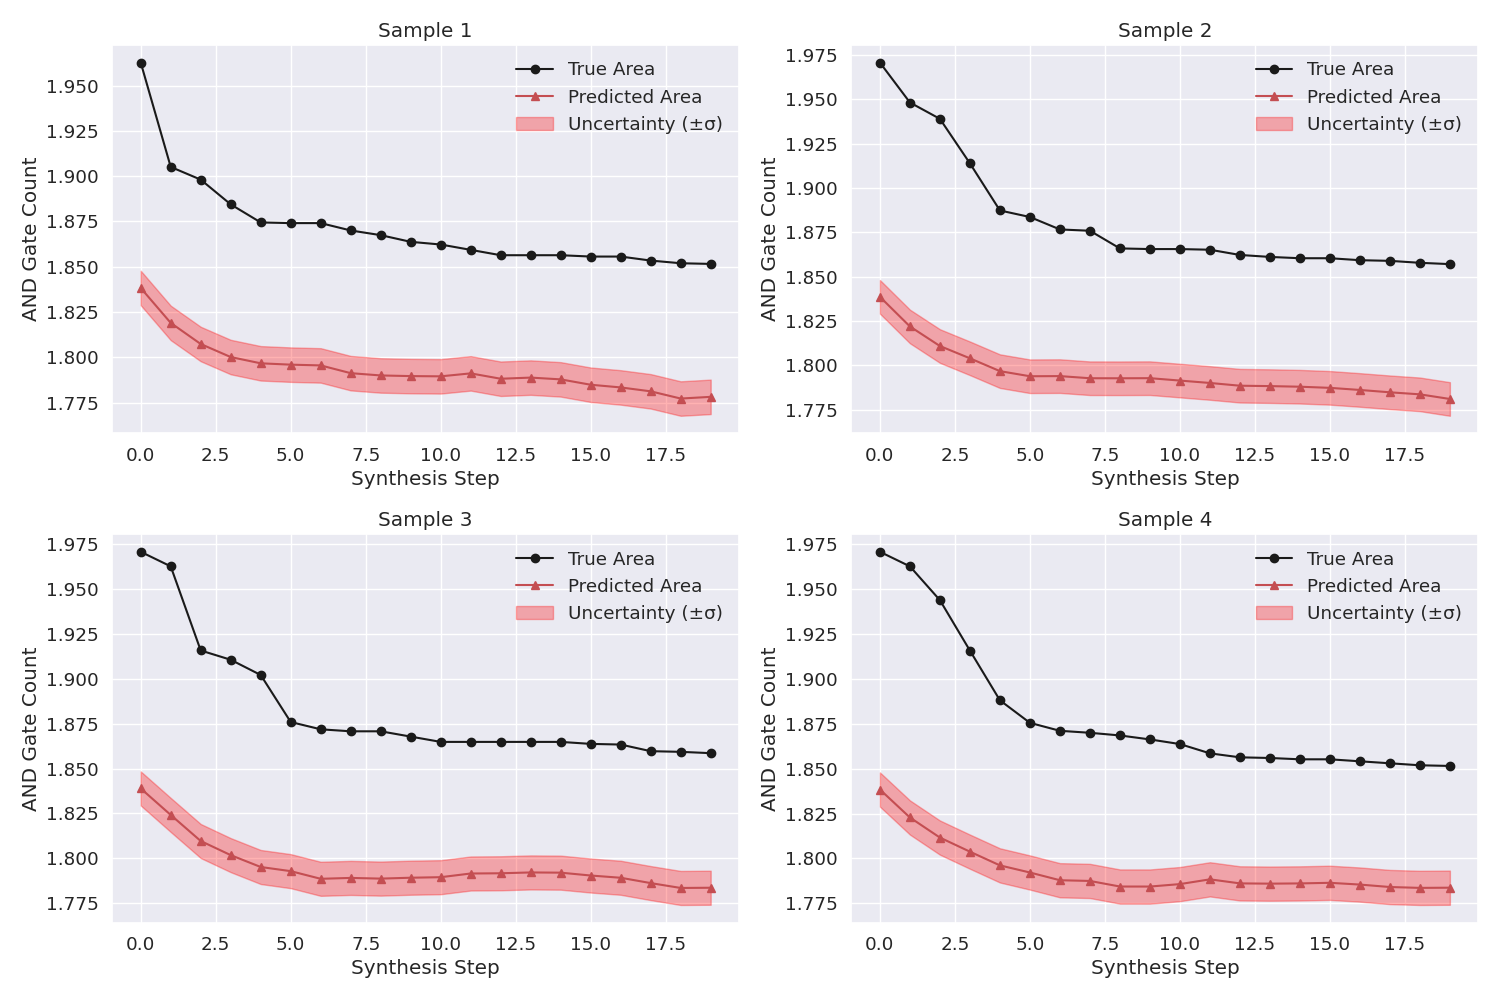 Sample 1
AND Gate Count
1.950
1.925
1.900
1.875
1.850
1.825
1.800
1.775
True Area
Predicted Area
Uncertainty (±σ)
0.0 2.5 5.0 7.5 10.0 12.5 15.0 17.5
Synthesis Step
Sample 2
AND Gate Count
1.975
1.950
1.925
1.900
1.875
1.850
1.825
1.800
1.775
True Area
Predicted Area
Uncertainty (±σ)
0.0 2.5 5.0 7.5 10.0 12.5 15.0 17.5
Synthesis Step
Sample 3
AND Gate Count
1.975
1.950
1.925
1.900
1.875
1.850
1.825
1.800
1.775
True Area
Predicted Area
Uncertainty (±σ)
0.0 2.5 5.0 7.5 10.0 12.5 15.0 17.5
Synthesis Step
Sample 4
AND Gate Count
1.975
1.950
1.925
1.900
1.875
1.850
1.825
1.800
1.775
True Area
Predicted Area
Uncertainty (±σ)
0.0 2.5 5.0 7.5 10.0 12.5 15.0 17.5
Synthesis Step